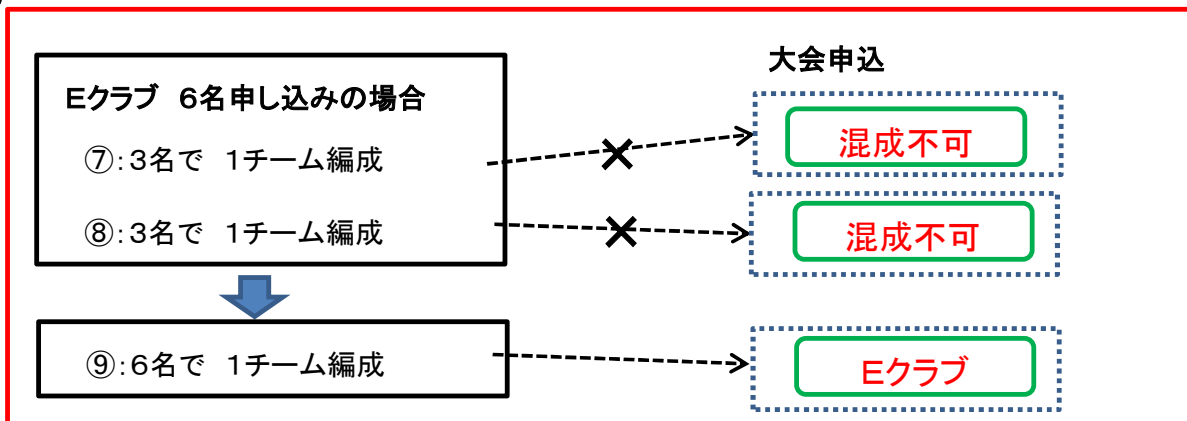 大会申込
Eクラブ 6名申し込みの場合
⑦:3名で 1チーム編成
混成不可
⑧:3名で 1チーム編成
混成不可
⑨:6名で 1チーム編成
Eクラブ